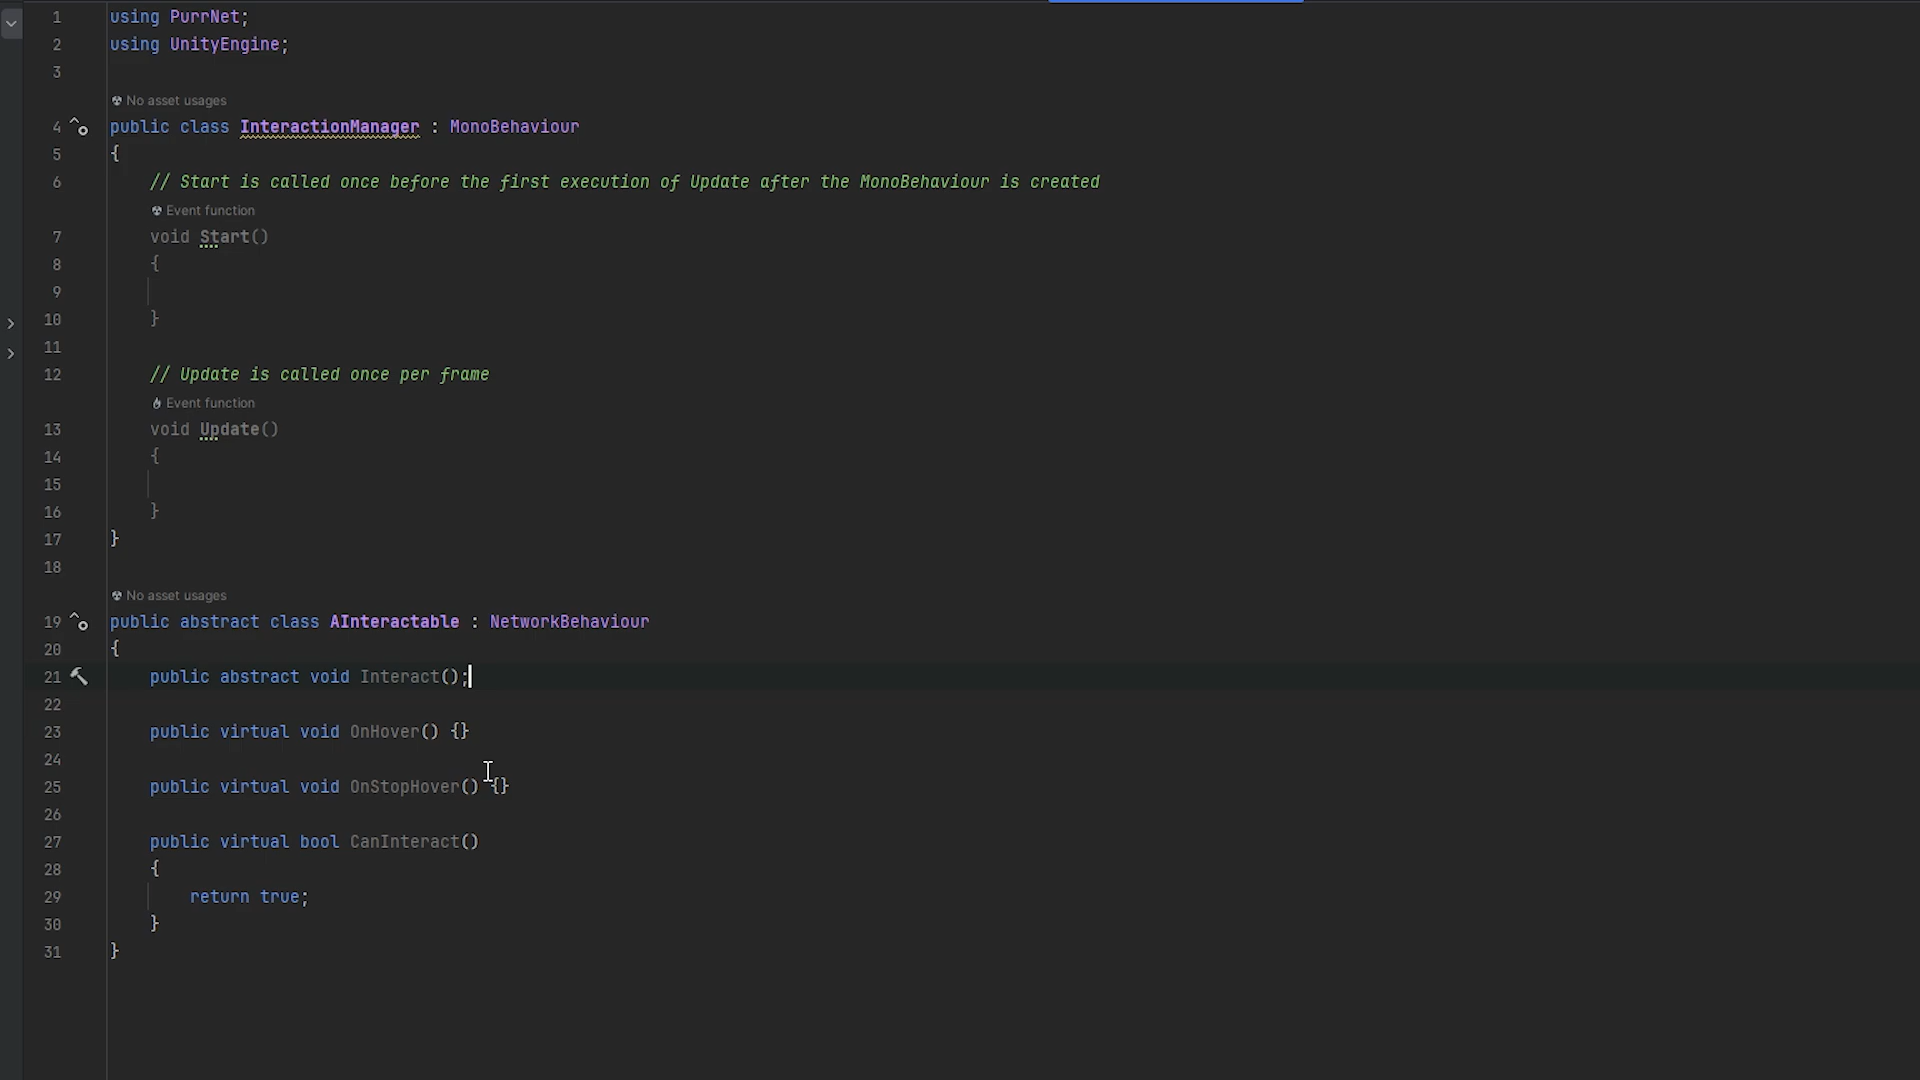 1 using PurrNet;
2 using UnityEngine;
3
No asset usages
4 public class InteractionManager : MonoBehaviour
5 {
6 // Start is called once before the first execution of Update after the MonoBehaviour is created
Event function
7 void Start()
8 {
9
10 }
11
12 // Update is called once per frame
Event function
13 void Update()
14 {
15
16 }
17 }
18
No asset usages
19 public abstract class AInteractable : NetworkBehaviour
20 {
21 public abstract void Interact();
22
23 public virtual void OnHover() {}
24
25 public virtual void OnStopHover() {}
26
27 public virtual bool CanInteract()
28 {
29 return true;
30 }
31 }